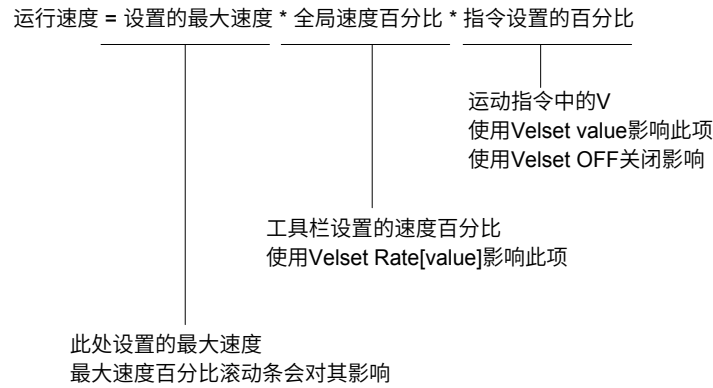 运行速度 = 设置的最大速度 * 全局速度百分比 * 指令设置的百分比
运动指令中的V
使用Velset value影响此项
使用Velset OFF关闭影响
工具栏设置的速度百分比
使用Velset Rate[value]影响此项
此处设置的最大速度
最大速度百分比滚动条会对其影响